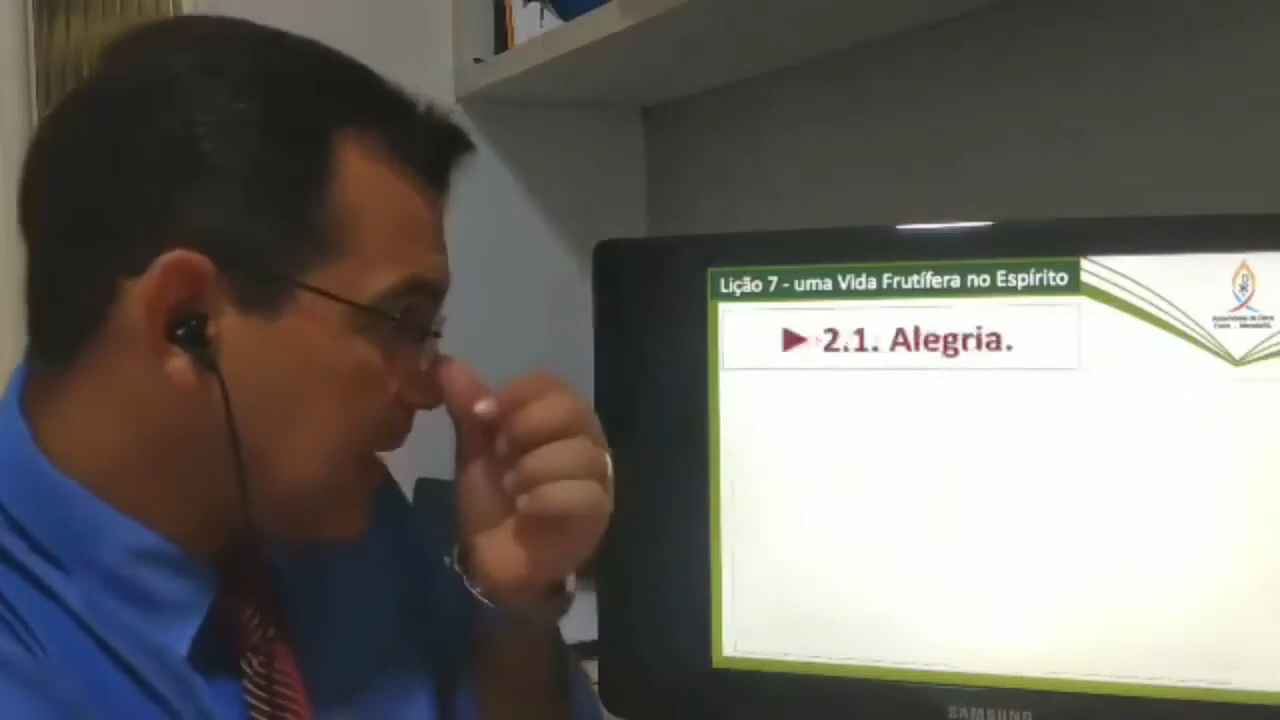 Lição 7 - uma Vida Frutífera no Espírito
2.1. Alegria.
SAMSUNG